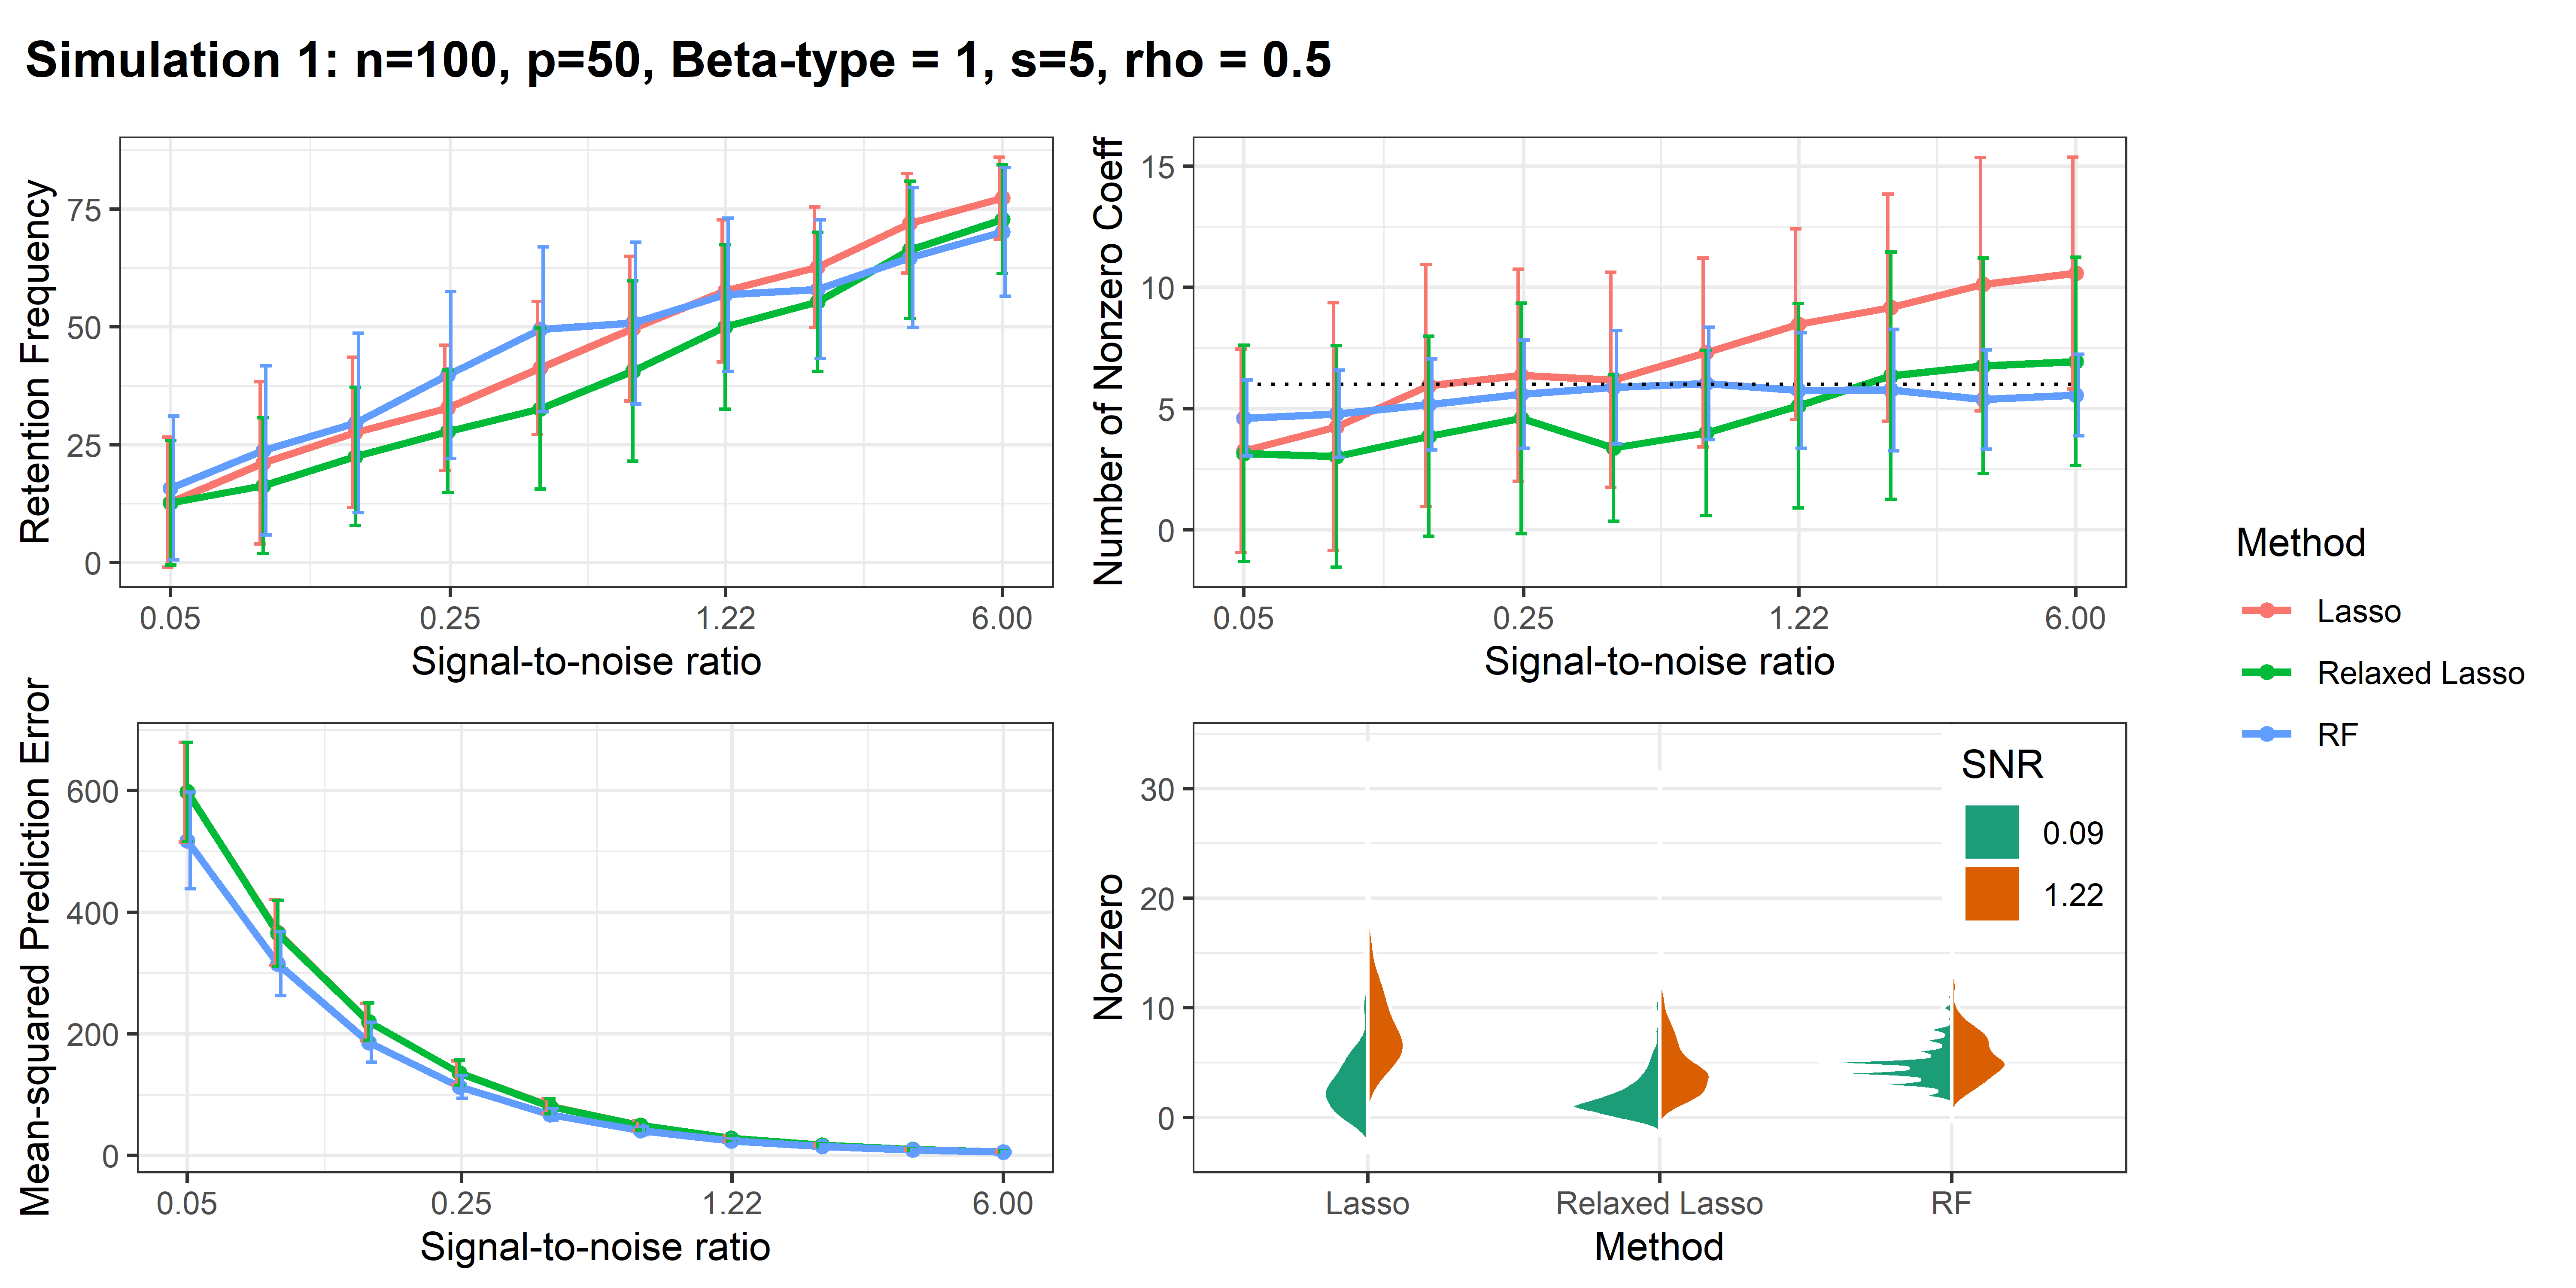 Simulation 1: n=100, p=50, Beta-type = 1, s=5, rho = 0.5
Retention Frequency
75
50
25
0
0.05 0.25 1.22 6.00
Signal-to-noise ratio
Number of Nonzero Coeff
15
10
5
0
0.05 0.25 1.22 6.00
Signal-to-noise ratio
Mean-squared Prediction Error
600
400
200
0
0.05 0.25 1.22 6.00
Signal-to-noise ratio
Nonzero
30
20
10
0
Lasso Relaxed Lasso RF
Method
SNR
0.09
1.22
Method
Lasso
Relaxed Lasso
RF